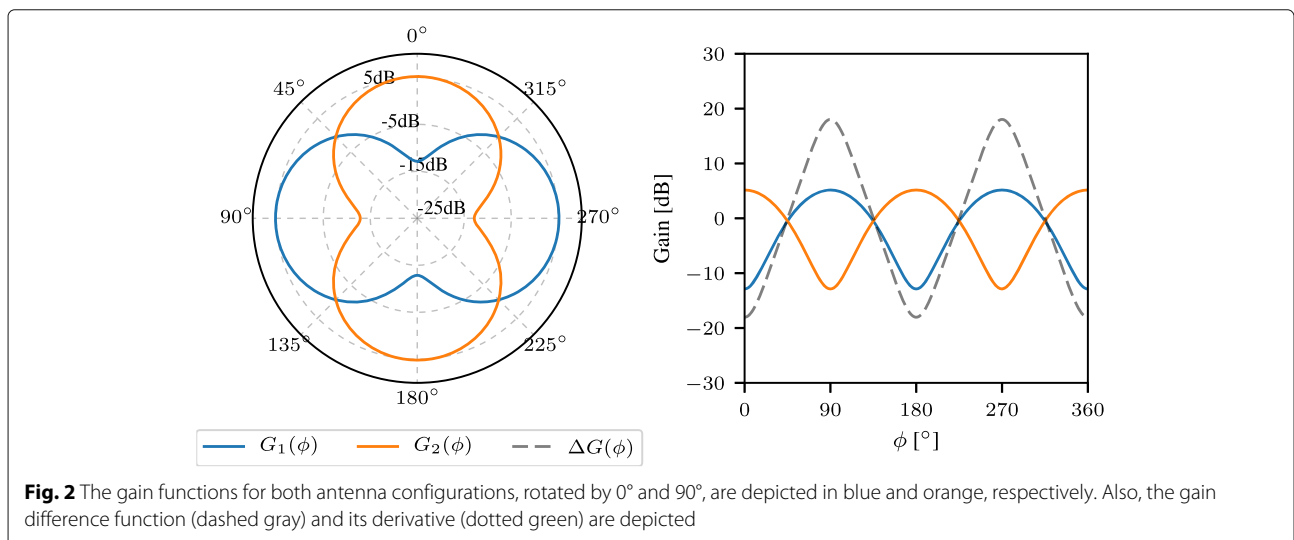 0°
45°
315°
5dB
-5dB
-15dB
-25dB
90°
270°
135°
225°
180°
30
20
10
0
−10
−20
−30
Gain [dB]
0 90 180 270 360
ϕ [°]
G₁(ϕ) G₂(ϕ) ΔG(ϕ)
Fig. 2 The gain functions for both antenna configurations, rotated by 0° and 90°, are depicted in blue and orange, respectively. Also, the gain
difference function (dashed gray) and its derivative (dotted green) are depicted